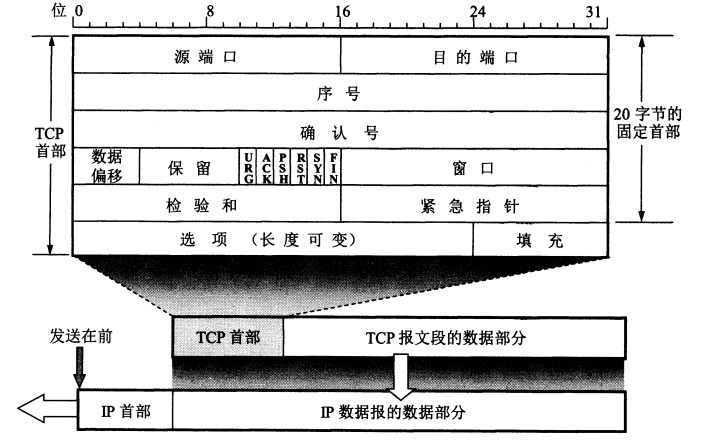 位 0 8 16 24 31
源 端 口 目 的 端 口
序 号
TCP
首部
确 认 号
20 字节的
固定首部
数据
偏移
保 留
URG
ACK
PSH
RST
SYN
FIN
窗 口
检 验 和 紧 急 指 针
选 项 (长 度 可 变) 填 充
发送在前
TCP 首部 TCP 报文段的数据部分
IP 首部 IP 数据报的数据部分